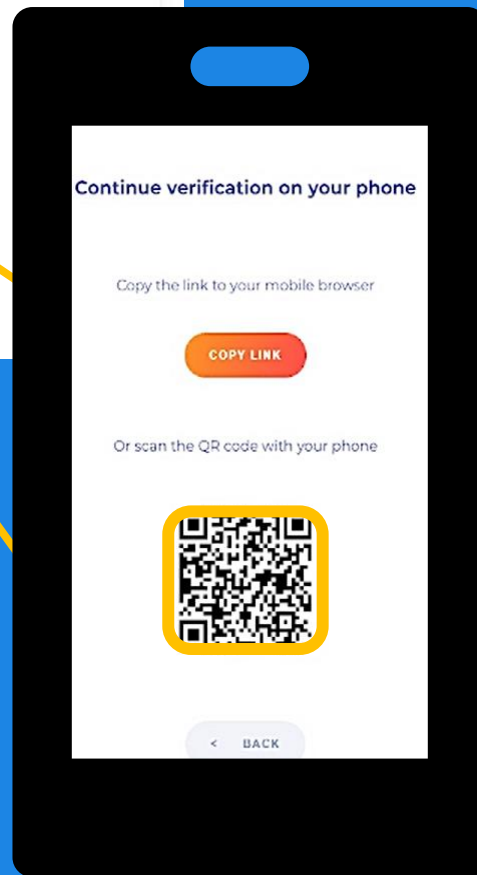 Continue verification on your phone
Copy the link to your mobile browser
COPY LINK
Or scan the QR code with your phone
< BACK